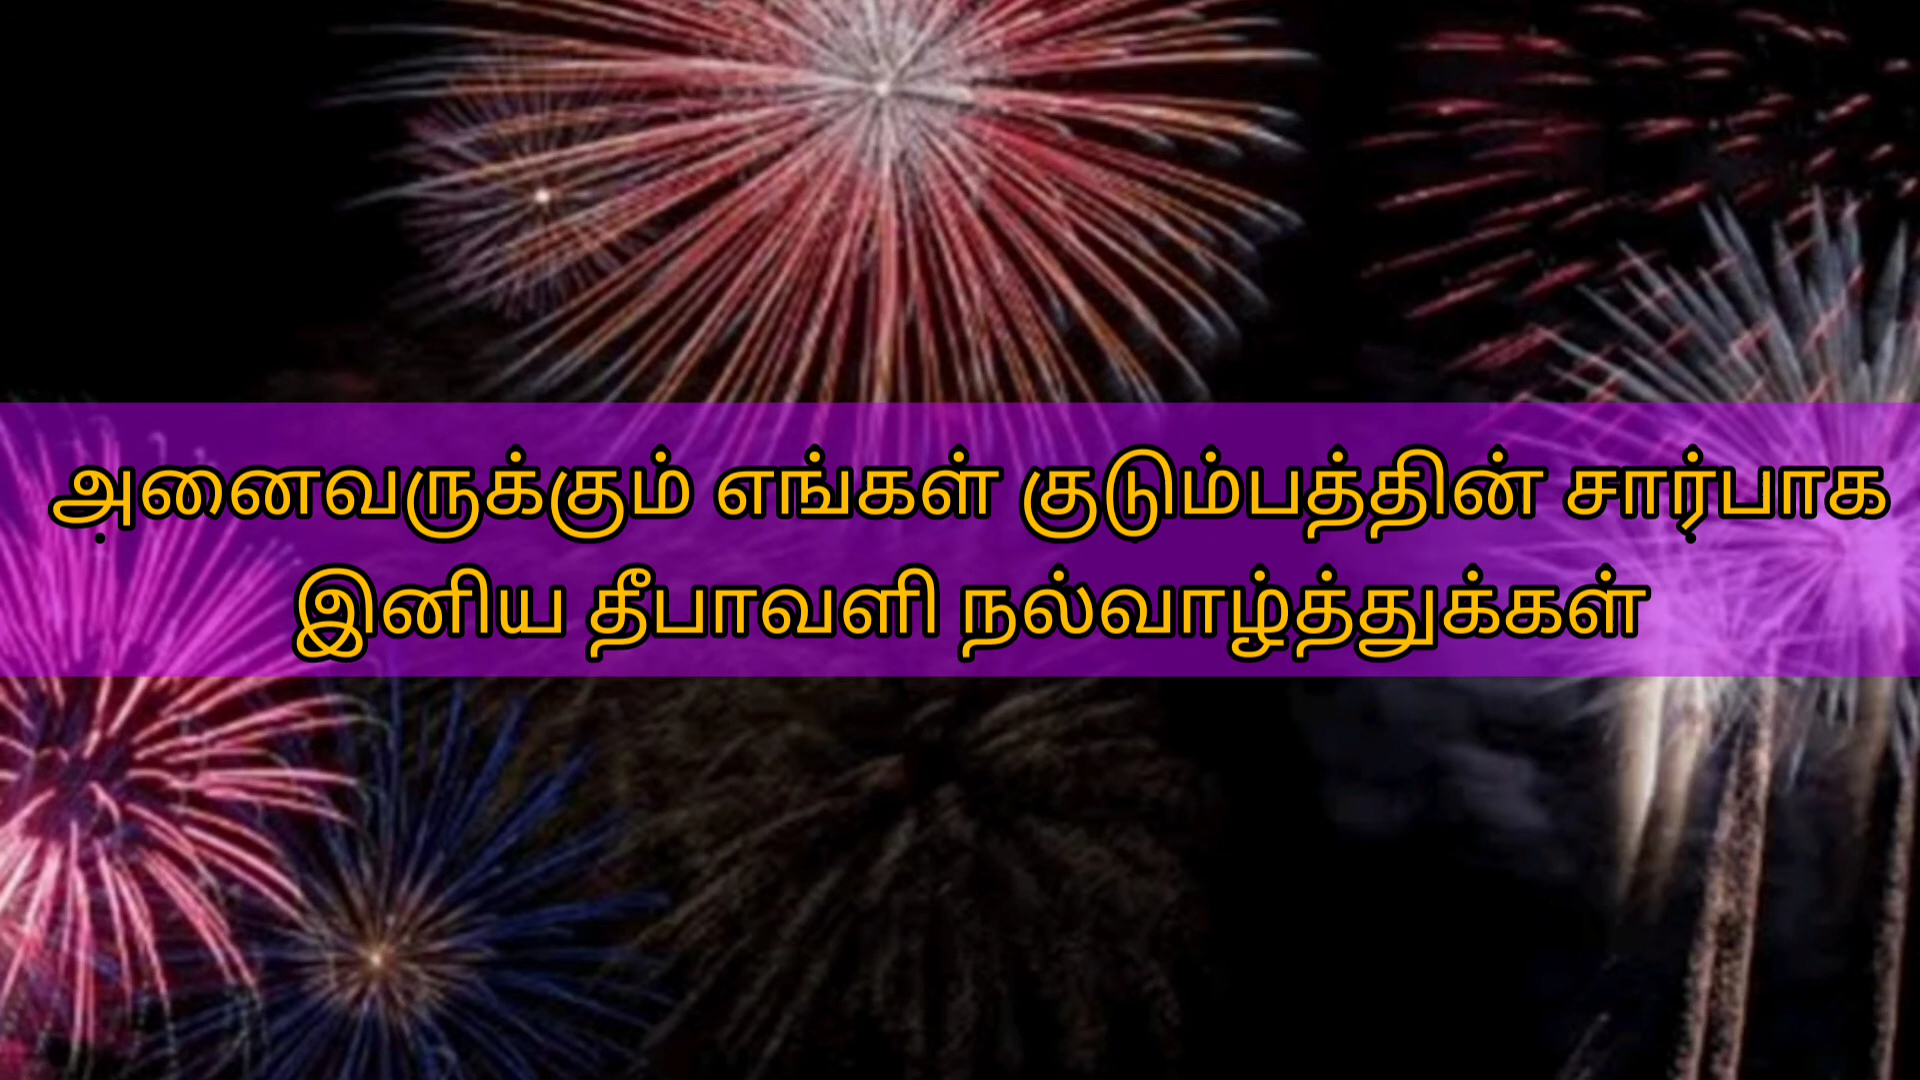 அனைவருக்கும் எங்கள் குடும்பத்தின் சார்பாக
இனிய தீபாவளி நல்வாழ்த்துக்கள்